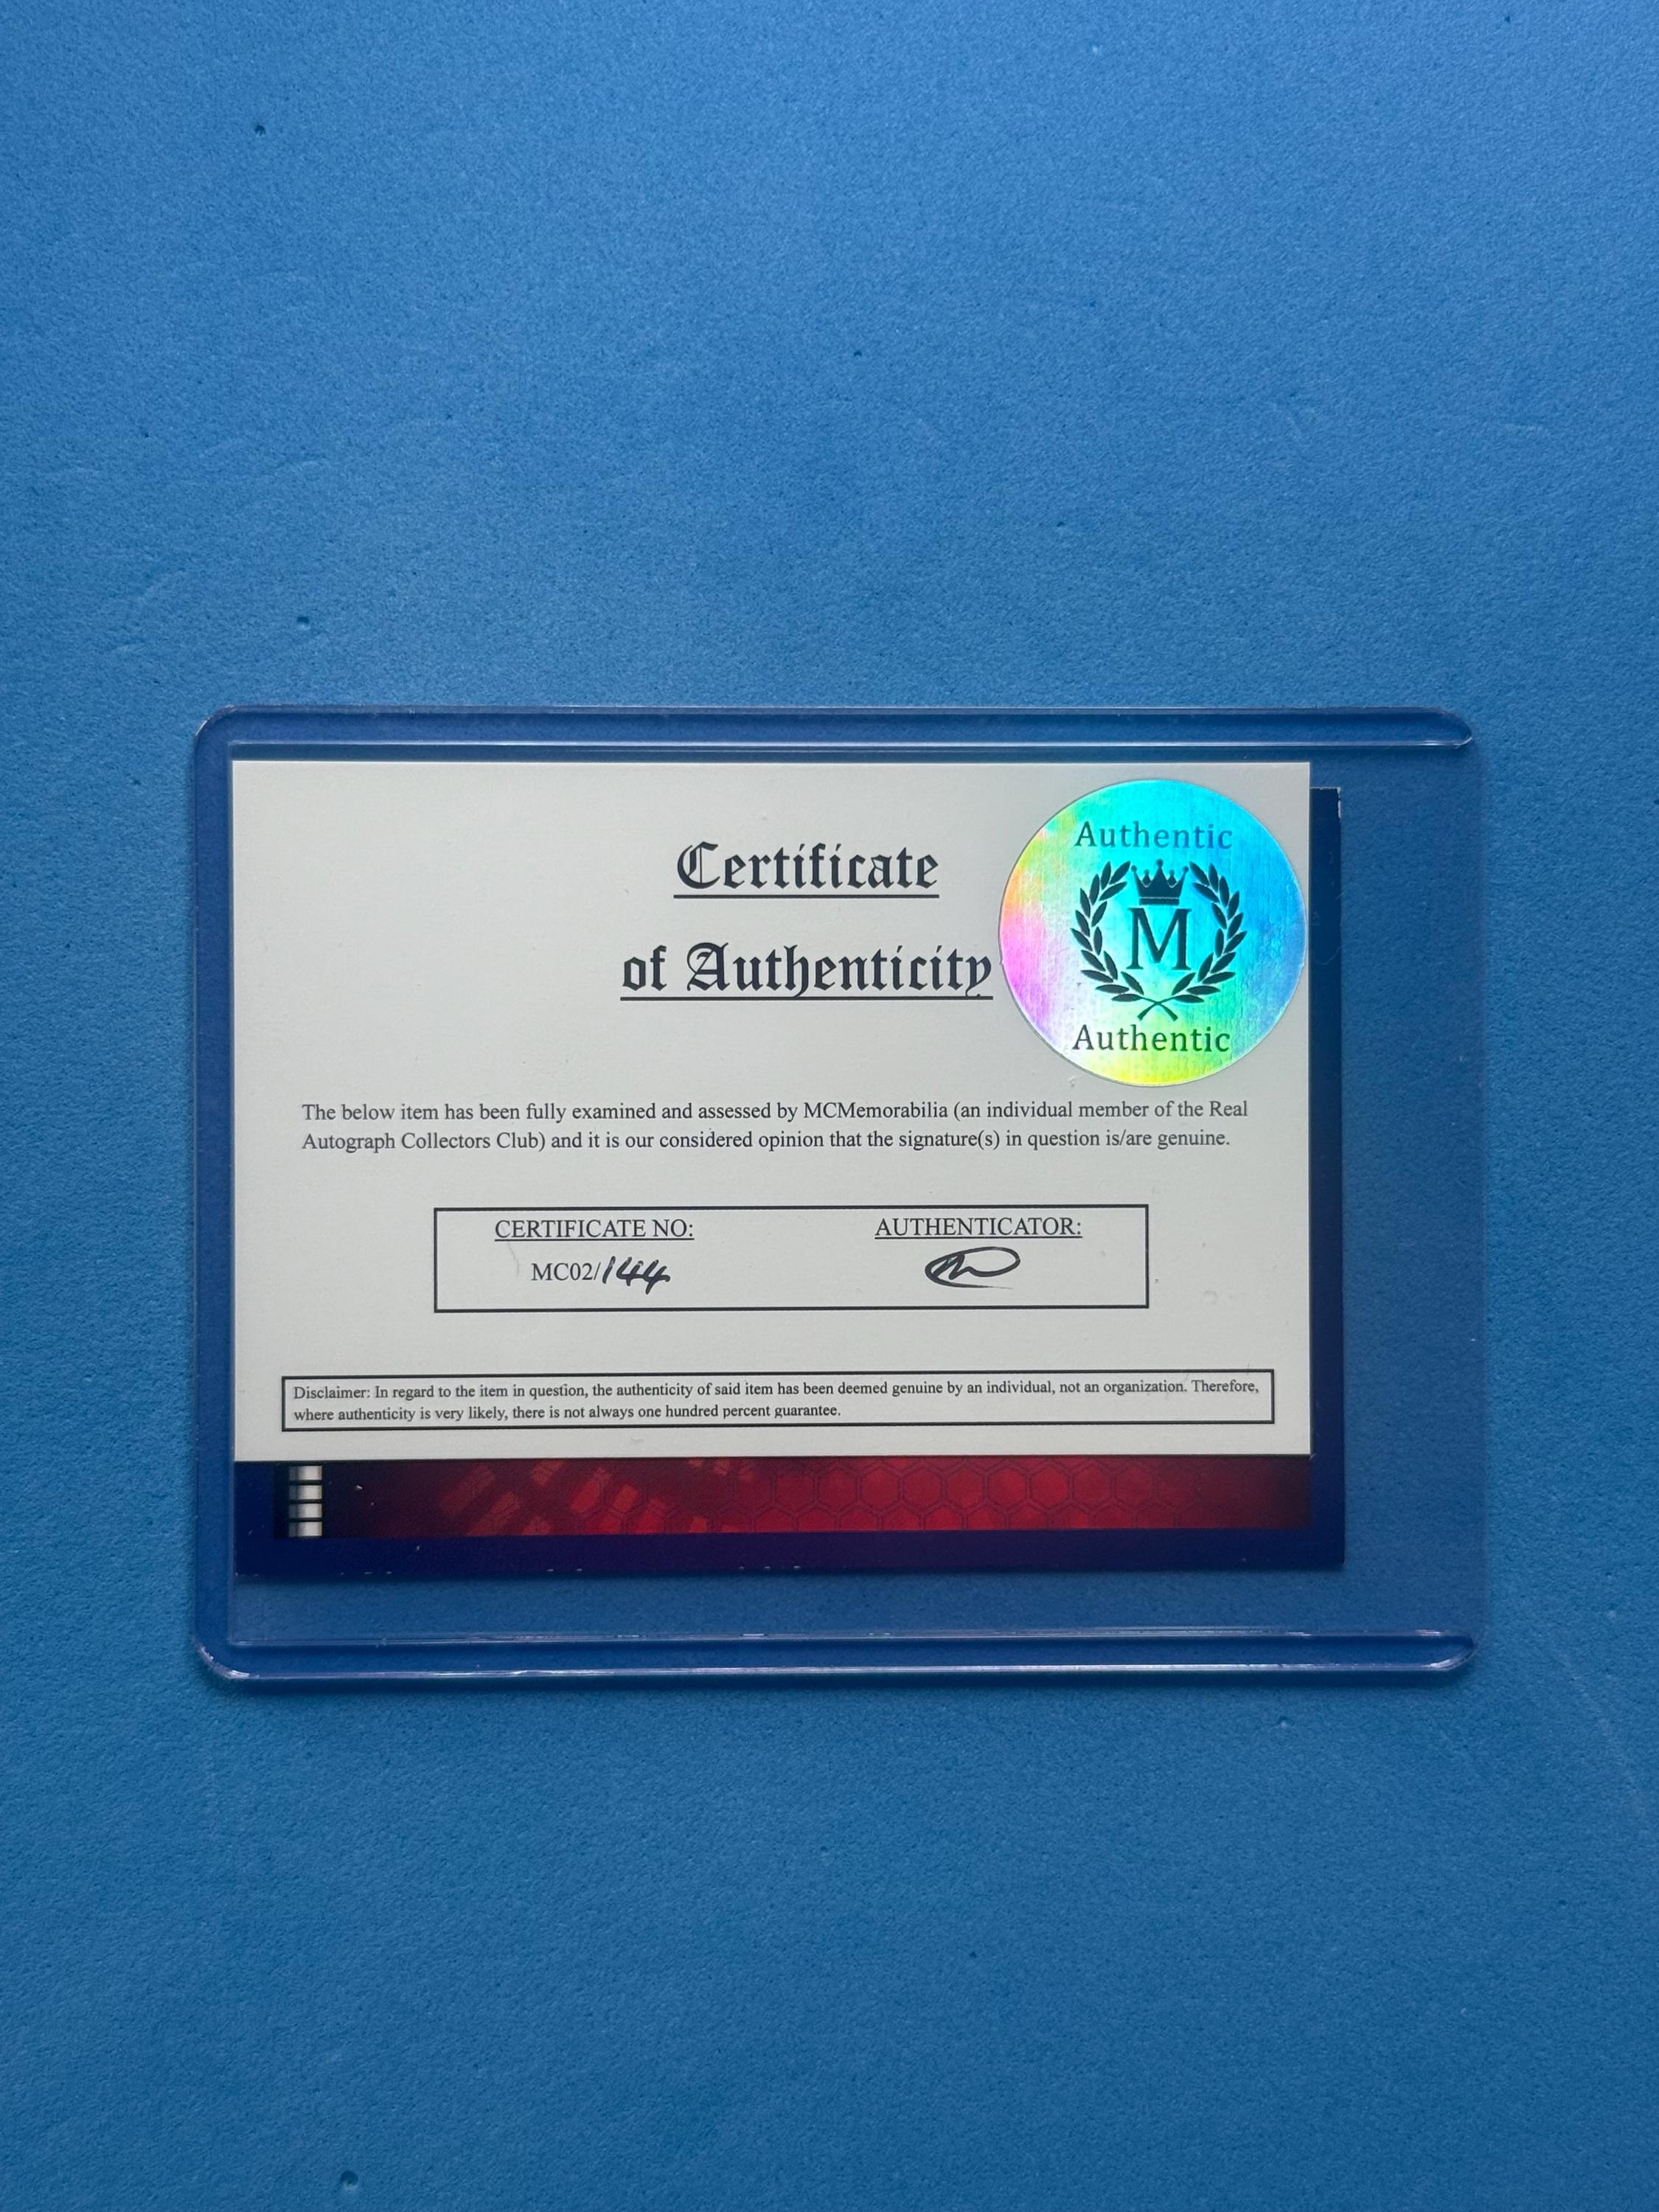 Certificate
of Authenticity
Authentic
M
Authentic
The below item has been fully examined and assessed by MCMemorabilia (an individual member of the Real
Autograph Collectors Club) and it is our considered opinion that the signature(s) in question is/are genuine.
CERTIFICATE NO:
MC02/144
AUTHENTICATOR:
Disclaimer: In regard to the item in question, the authenticity of said item has been deemed genuine by an individual, not an organization. Therefore,
where authenticity is very likely, there is not always one hundred percent guarantee.